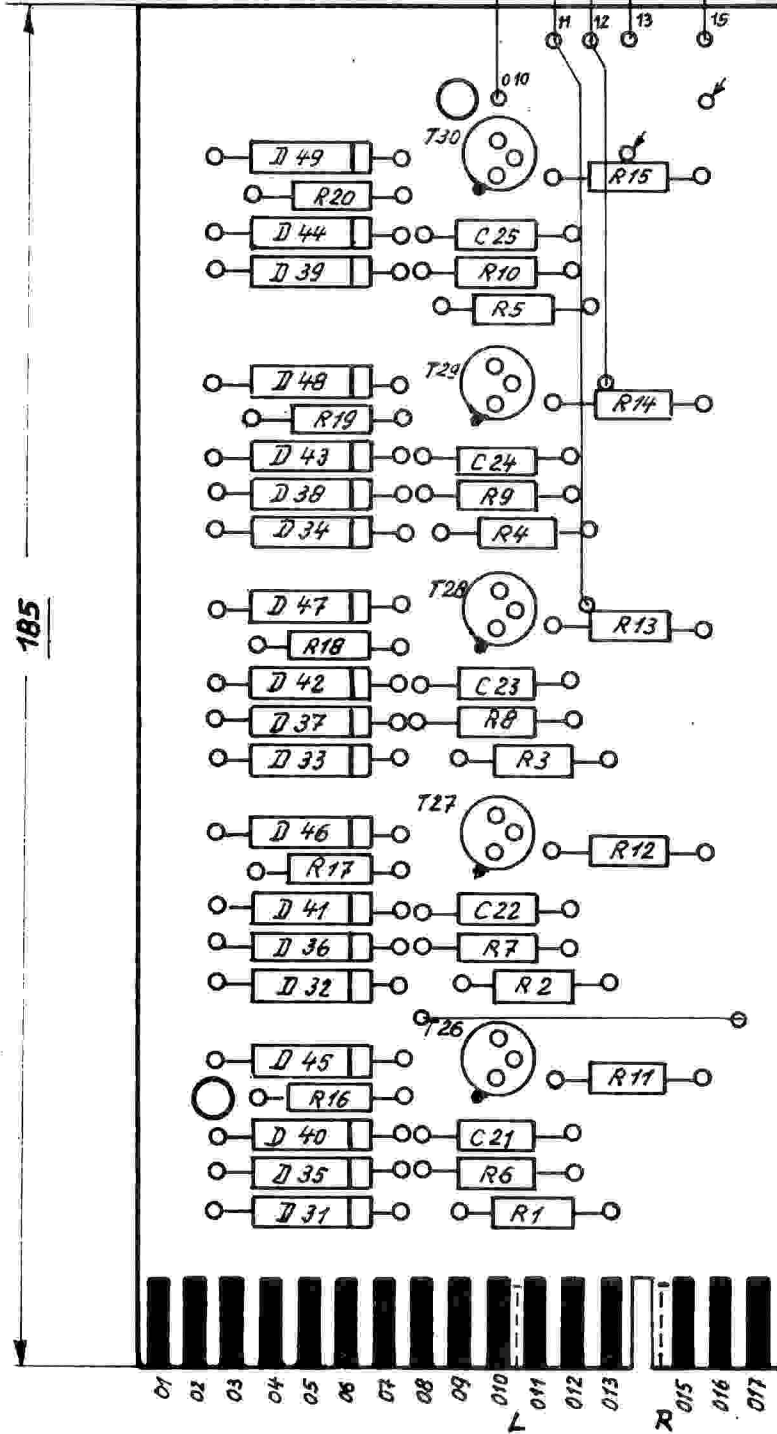 11 12 13 15
010
T30
D 49
R15
R20
D 44 C 25
D 39 R10
R5
T29
D 48
R14
R19
D 43 C 24
D 38 R9
D 34 R4
T28
D 47
R13
R18
D 42 C 23
D 37 R8
D 33 R3
185
T27
D 46
R12
R17
D 41 C22
D 36 R7
D 32 R 2
T26
D 45
R11
R16
D 40 C21
D 35 R6
D 31 R1
01 02 03 04 05 06 07 08 09 010 011 012 013 015 016 017
L R